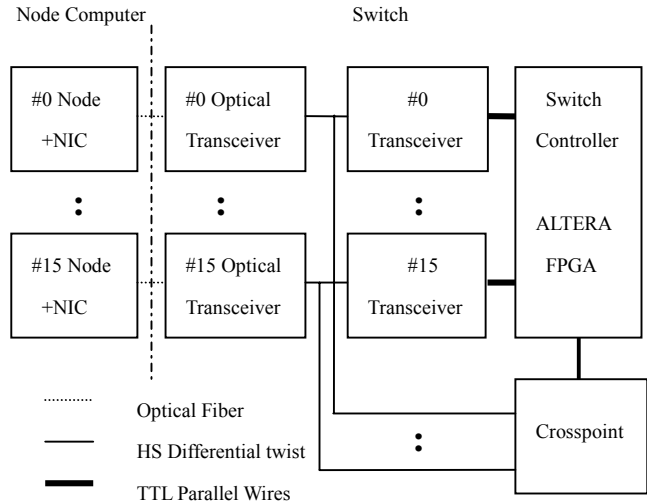 Node Computer
Switch
#0 Node
+NIC
#0 Optical
Transceiver
#0
Transceiver
Switch
Controller
ALTERA
FPGA
#15 Node
+NIC
#15 Optical
Transceiver
#15
Transceiver
Crosspoint
Optical Fiber
HS Differential twist
TTL Parallel Wires